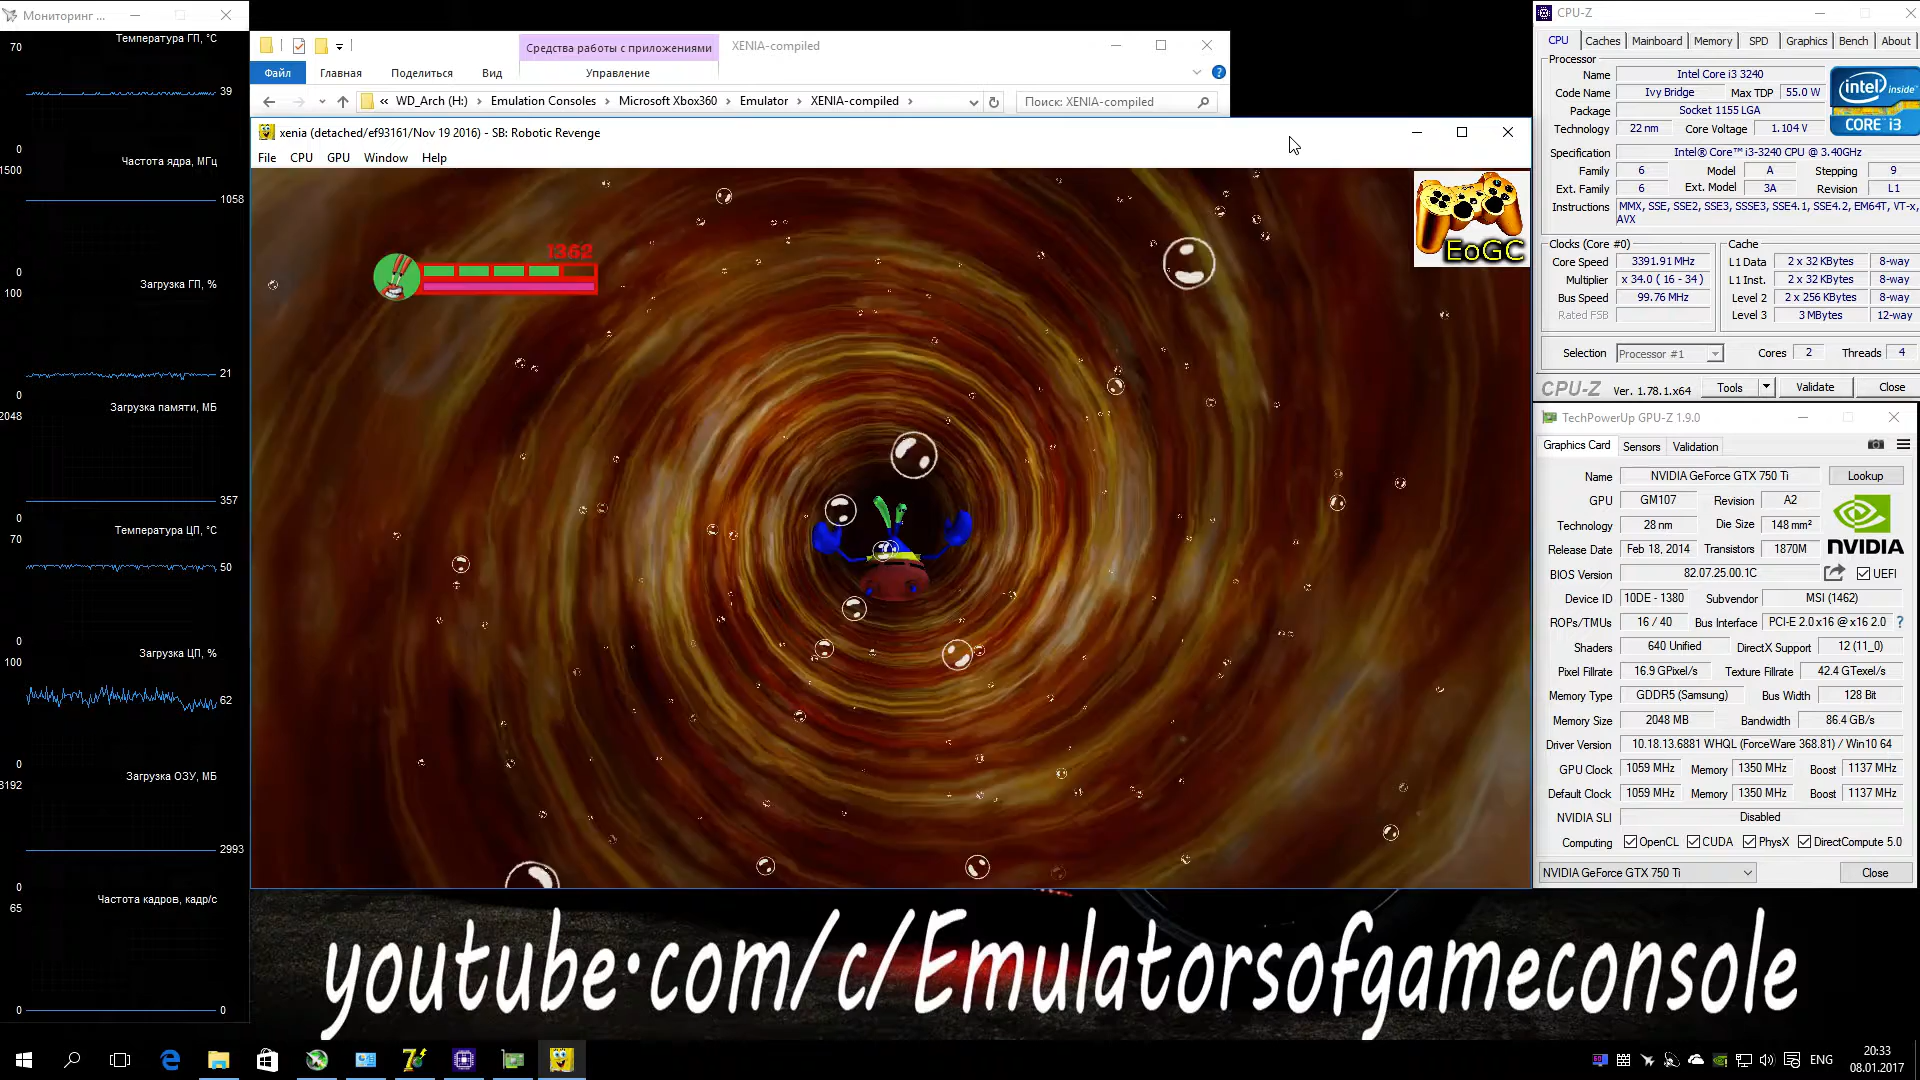 Мониторинг ...
Температура ГП, °C
70
39
0
Частота ядра, МГц
1500
1058
0
Загрузка ГП, %
100
21
0
Загрузка памяти, МБ
2048
357
0
Температура ЦП, °C
70
50
0
Загрузка ЦП, %
100
62
0
Загрузка ОЗУ, МБ
8192
2993
0
Частота кадров, кадр/с
65
0 0
Средства работы с приложениями XENIA-compiled
Файл Главная Поделиться Вид Управление
« WD_Arch (H:) Emulation Consoles Microsoft Xbox360 Emulator XENIA-compiled Поиск: XENIA-compiled
xenia (detached/ef93161/Nov 19 2016) - SB: Robotic Revenge
File CPU GPU Window Help
1362
EoGC
CPU-Z
CPU Caches Mainboard Memory SPD Graphics Bench About
Processor
Name Intel Core i3 3240
Code Name Ivy Bridge Max TDP 55.0 W
Package Socket 1155 LGA
Technology 22 nm Core Voltage 1.104 V
intel inside™
CORE i3
Specification Intel® Core™ i3-3240 CPU @ 3.40GHz
Family 6 Model A Stepping 9
Ext. Family 6 Ext. Model 3A Revision L1
Instructions MMX, SSE, SSE2, SSE3, SSSE3, SSE4.1, SSE4.2, EM64T, VT-x,
AVX
Clocks (Core #0) Cache
Core Speed 3391.91 MHz L1 Data 2 x 32 KBytes 8-way
Multiplier x 34.0 ( 16 - 34 ) L1 Inst. 2 x 32 KBytes 8-way
Bus Speed 99.76 MHz Level 2 2 x 256 KBytes 8-way
Rated FSB Level 3 3 MBytes 12-way
Selection Processor #1 Cores 2 Threads 4
CPU-Z Ver. 1.78.1.x64 Tools Validate Close
TechPowerUp GPU-Z 1.9.0
Graphics Card Sensors Validation
Name NVIDIA GeForce GTX 750 Ti Lookup
GPU GM107 Revision A2
Technology 28 nm Die Size 148 mm²
Release Date Feb 18, 2014 Transistors 1870M
NVIDIA
BIOS Version 82.07.25.00.1C UEFI
Device ID 10DE - 1380 Subvendor MSI (1462)
ROPs/TMUs 16 / 40 Bus Interface PCI-E 2.0 x16 @ x16 2.0 ?
Shaders 640 Unified DirectX Support 12 (11_0)
Pixel Fillrate 16.9 GPixel/s Texture Fillrate 42.4 GTexel/s
Memory Type GDDR5 (Samsung) Bus Width 128 Bit
Memory Size 2048 MB Bandwidth 86.4 GB/s
Driver Version 10.18.13.6881 WHQL (ForceWare 368.81) / Win10 64
GPU Clock 1059 MHz Memory 1350 MHz Boost 1137 MHz
Default Clock 1059 MHz Memory 1350 MHz Boost 1137 MHz
NVIDIA SLI Disabled
Computing OpenCL CUDA PhysX DirectCompute 5.0
NVIDIA GeForce GTX 750 Ti Close
youtube.com/c/Emulatorsofgameconsole
ENG
20:33
08.01.2017